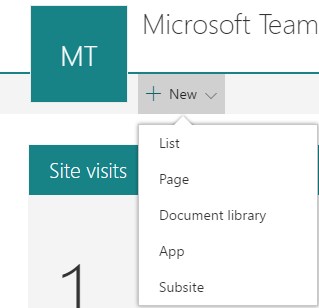 MT
Microsoft Team
New
List
Page
Document library
App
Subsite
Site visits
1